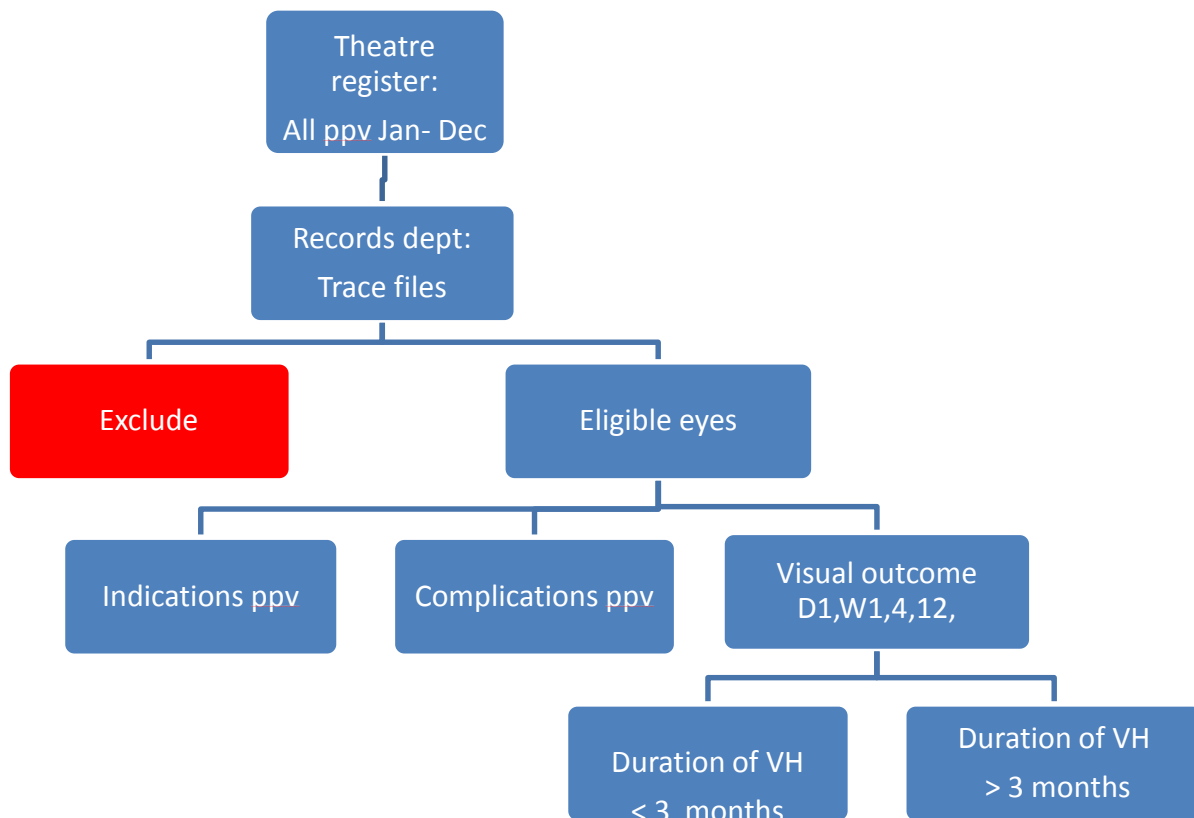 Theatre
register:
All ppv Jan- Dec
Records dept:
Trace files
Exclude
Eligible eyes
Indications ppv
Complications ppv
Visual outcome
D1,W1,4,12,
Duration of VH
< 3 months
Duration of VH
> 3 months